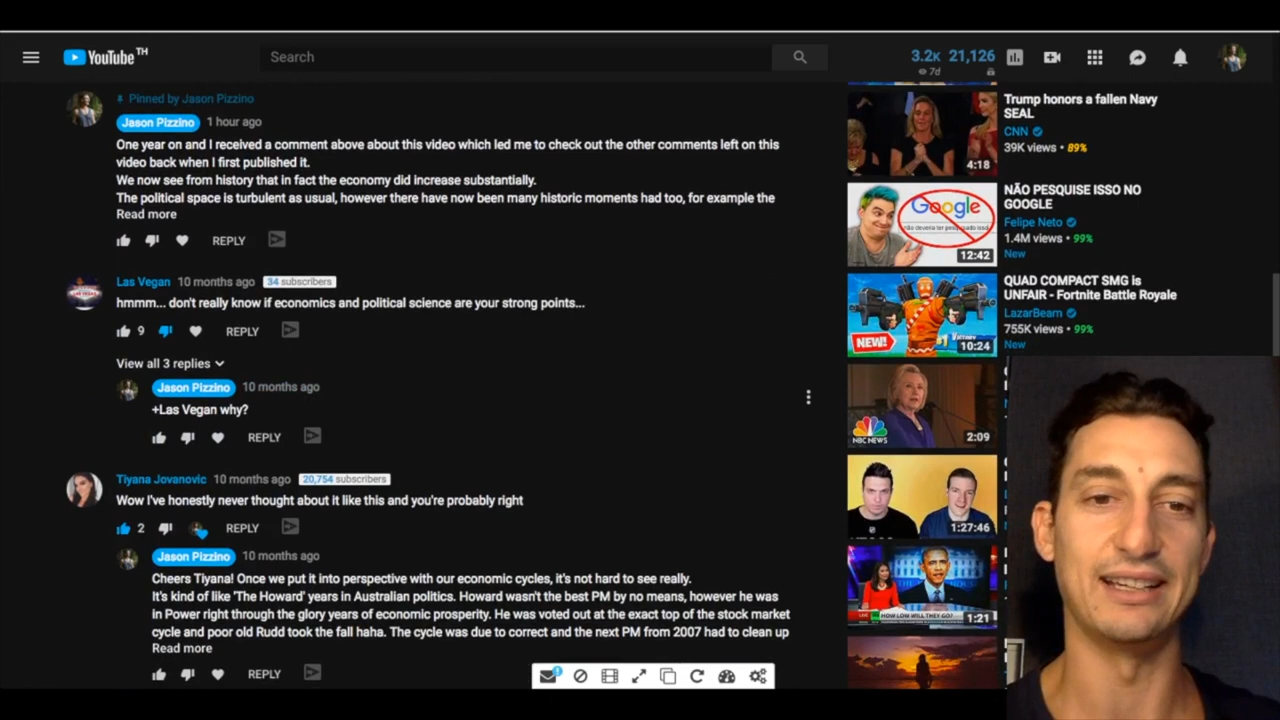 YouTube TH
Search
3.2K 21,126
7d
Pinned by Jason Pizzino
Jason Pizzino 1 hour ago
One year on and I received a comment above about this video which led me to check out the other comments left on this
video back when I first published it.
We now see from history that in fact the economy did increase substantially.
The political space is turbulent as usual, however there have now been many historic moments had too, for example the
Read more
REPLY
Las Vegan 10 months ago 34 subscribers
hmmm... don't really know if economics and political science are your strong points...
9 REPLY
View all 3 replies
Jason Pizzino 10 months ago
+Las Vegan why?
REPLY
Tiyana Jovanovic 10 months ago 20,754 subscribers
Wow I've honestly never thought about it like this and you're probably right
2 REPLY
Jason Pizzino 10 months ago
Cheers Tiyana! Once we put it into perspective with our economic cycles, it's not hard to see really.
It's kind of like 'The Howard' years in Australian politics. Howard wasn't the best PM by no means, however he was
in Power right through the glory years of economic prosperity. He was voted out at the exact top of the stock market
cycle and poor old Rudd took the fall haha. The cycle was due to correct and the next PM from 2007 had to clean up
Read more
REPLY
1
4:18
Trump honors a fallen Navy
SEAL
CNN
39K views • 89%
Google
12:42
NÃO PESQUISE ISSO NO
GOOGLE
Felipe Neto
1.4M views • 99%
New
NEW!
#1 VICTORY
10:24
QUAD COMPACT SMG is
UNFAIR - Fortnite Battle Royale
LazarBeam
755K views • 99%
New
NBC NEWS
2:09
1:27:46
HOW LOW WILL THEY GO?
1:21